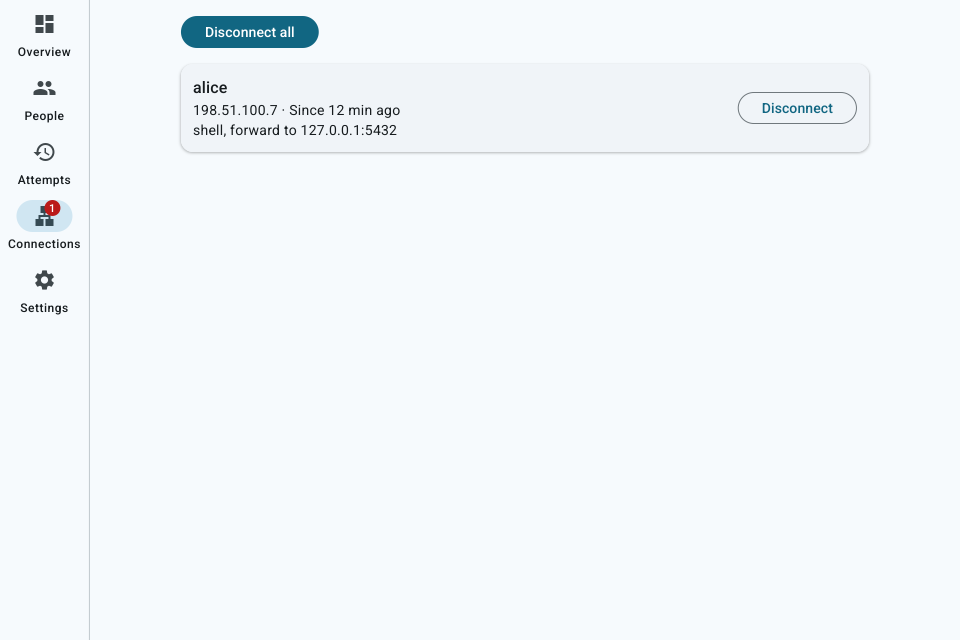 Overview
People
Attempts
1
Connections
Settings
Disconnect all
alice
198.51.100.7 · Since 12 min ago
shell, forward to 127.0.0.1:5432
Disconnect